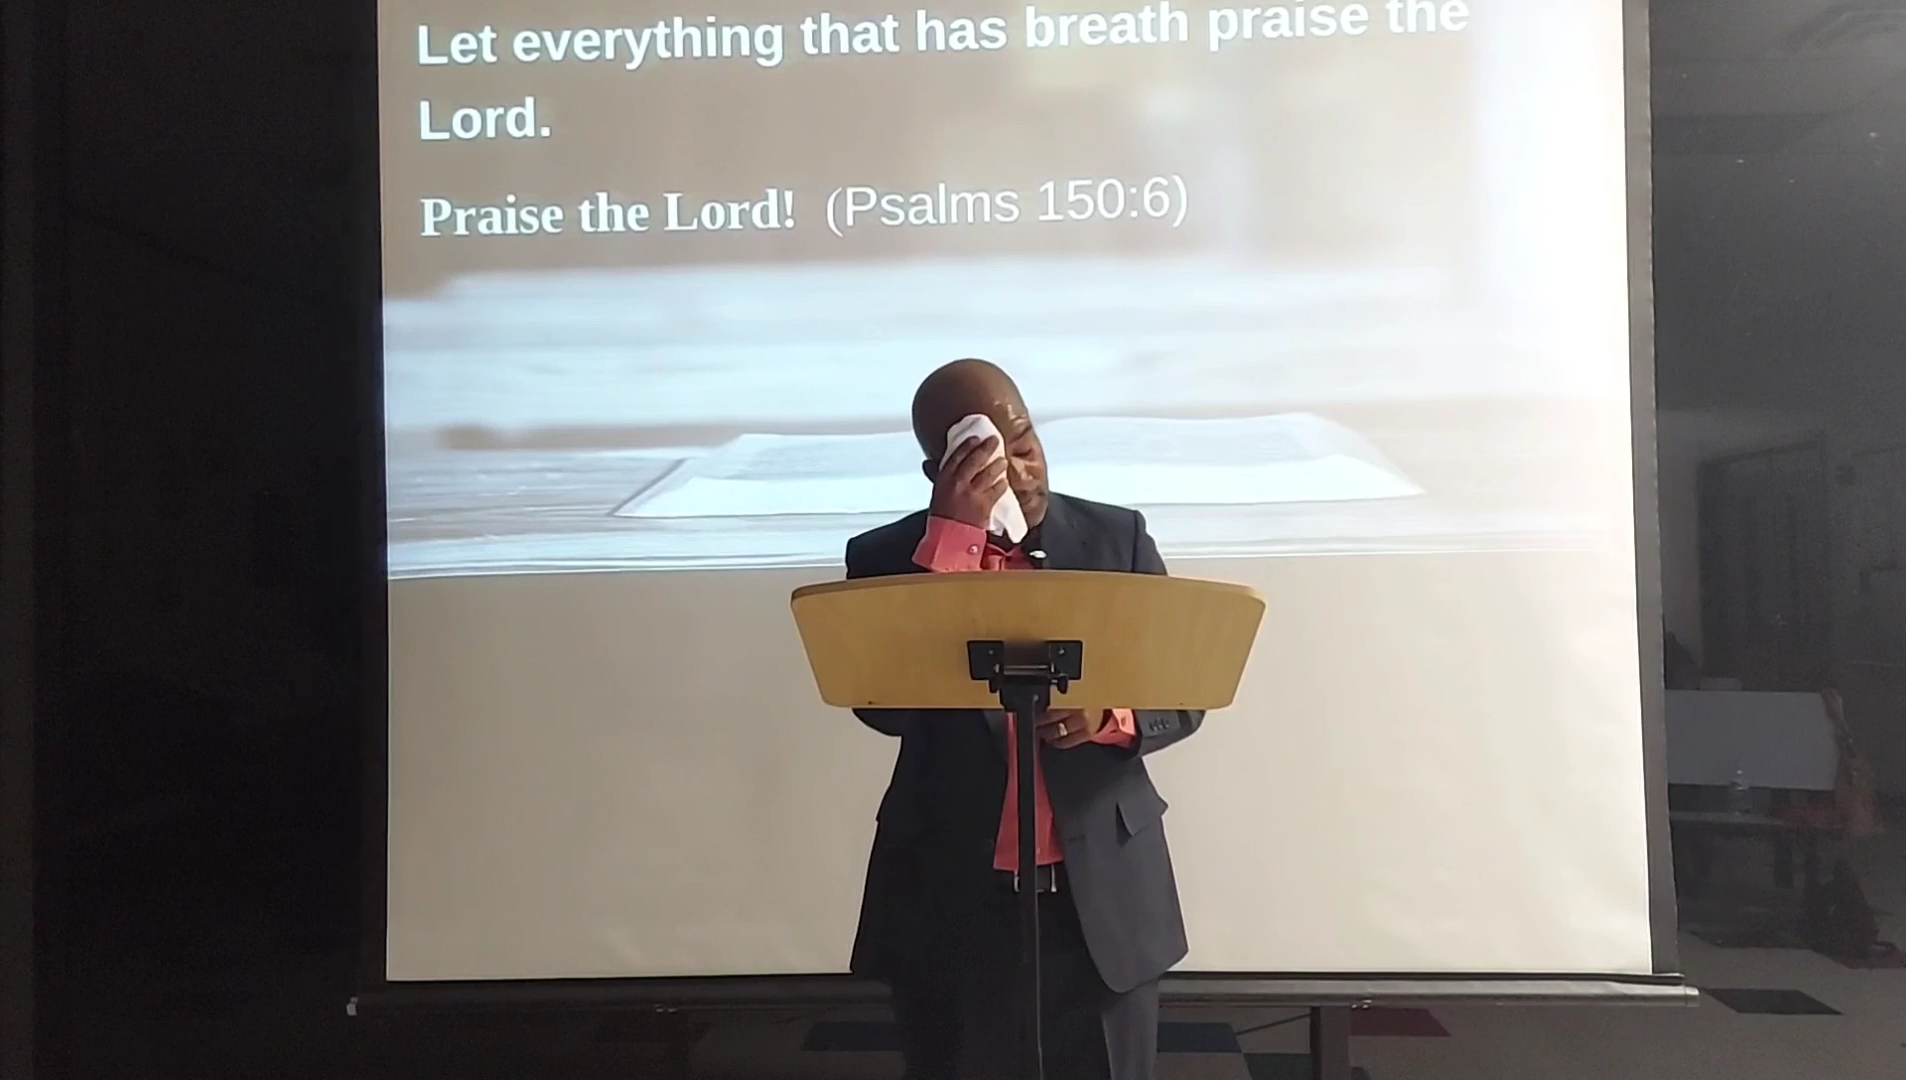 Let everything that has breath praise the
Lord.
Praise the Lord! (Psalms 150:6)